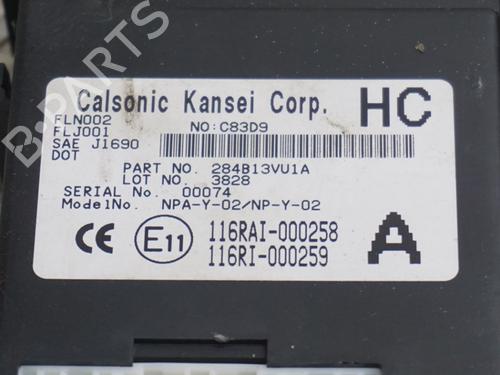 B-PARTS
Calsonic Kansei Corp. HC
FLN002
FLJ001
SAE J1690
DOT
NO:C83D9
PART NO. 284B13VU1A
LOT NO. 3828
SERIAL No. 00074
ModelNo. NPA-Y-02/NP-Y-02
CE E11 116RAI-000258 A
116RI-000259